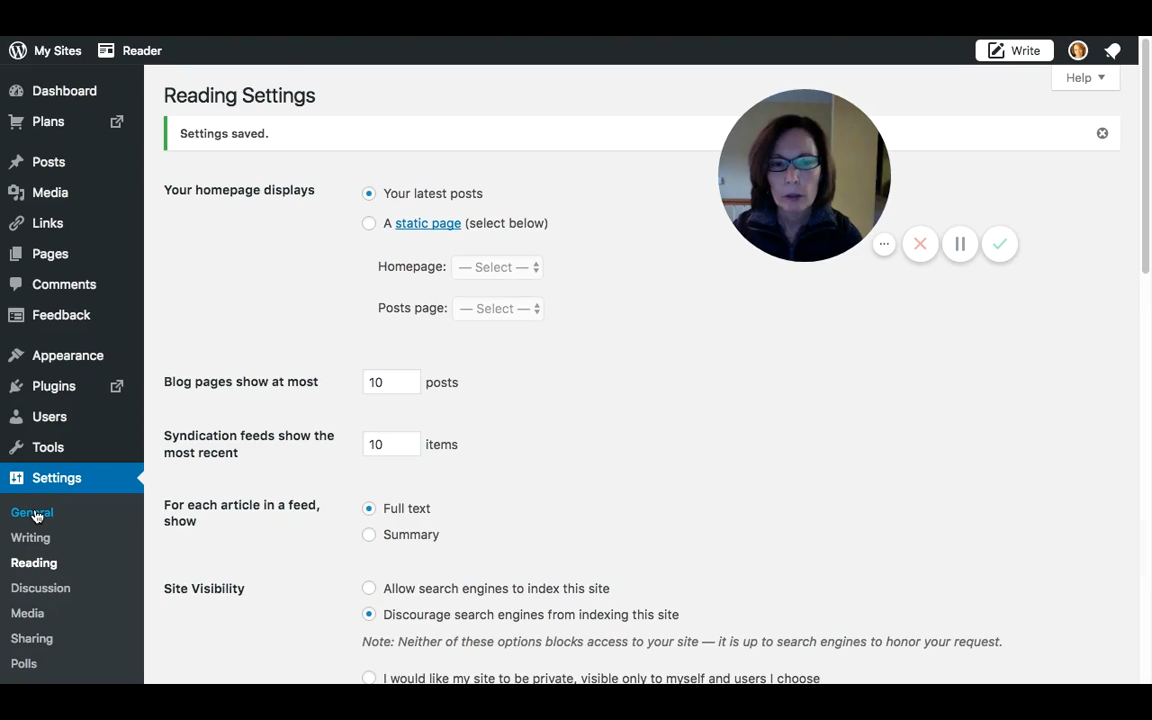 My Sites
Reader
Write
Dashboard
Plans
Posts
Media
Links
Pages
Comments
Feedback
Appearance
Plugins
Users
Tools
Settings
General
Writing
Reading
Discussion
Media
Sharing
Polls
Help
Reading Settings
Settings saved.
Your homepage displays
Your latest posts
A static page (select below)
Homepage: — Select —
Posts page: — Select —
Blog pages show at most 10 posts
Syndication feeds show the
most recent
10 items
For each article in a feed,
show
Full text
Summary
Site Visibility
Allow search engines to index this site
Discourage search engines from indexing this site
Note: Neither of these options blocks access to your site — it is up to search engines to honor your request.
I would like my site to be private, visible only to myself and users I choose